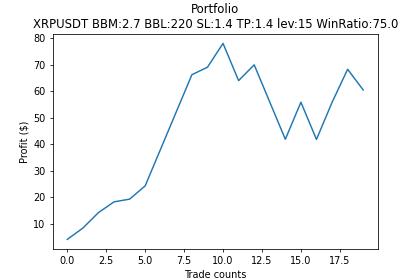 Portfolio
XRPUSDT BBM:2.7 BBL:220 SL:1.4 TP:1.4 lev:15 WinRatio:75.0
80
70
60
50
40
30
20
10
Profit ($)
0.0 2.5 5.0 7.5 10.0 12.5 15.0 17.5
Trade counts